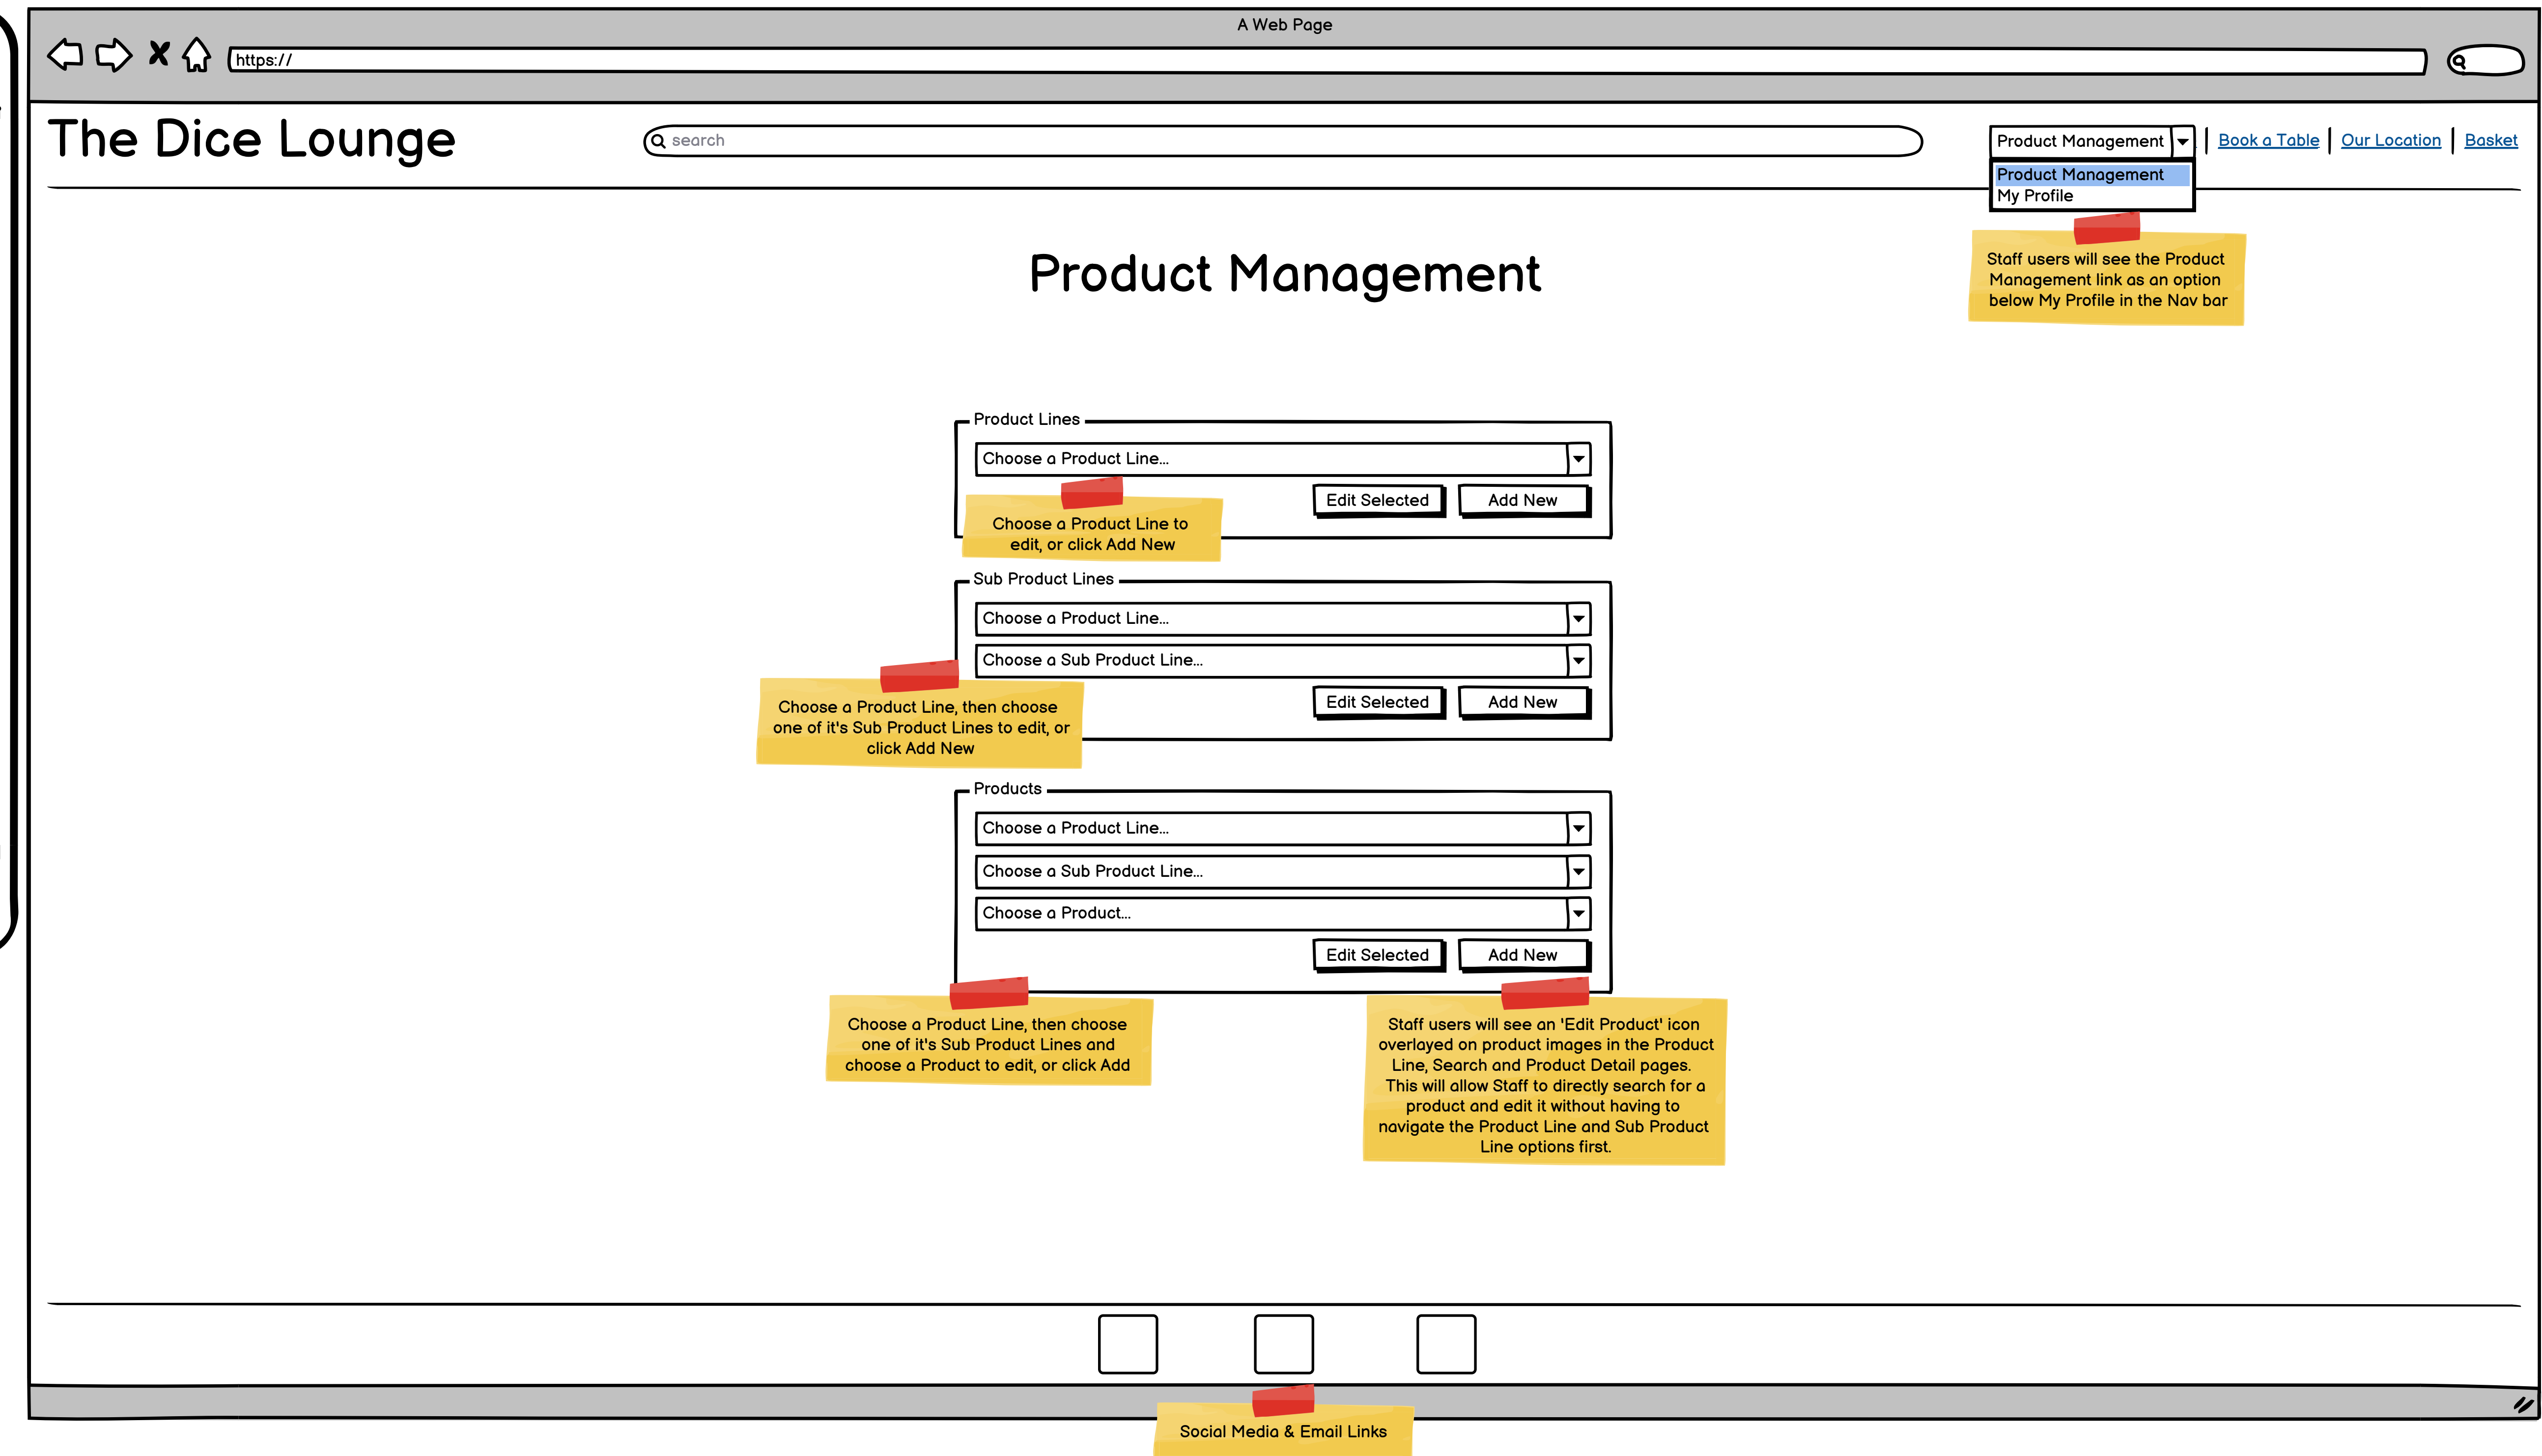 A Web Page
https://
The Dice Lounge
search
Product Management
Book a Table
Our Location
Basket
Product Management
My Profile
Staff users will see the Product
Management link as an option
below My Profile in the Nav bar
Product Management
Product Lines
Choose a Product Line...
Edit Selected
Add New
Choose a Product Line to
edit, or click Add New
Sub Product Lines
Choose a Product Line...
Choose a Sub Product Line...
Edit Selected
Add New
Choose a Product Line, then choose
one of it's Sub Product Lines to edit, or
click Add New
Products
Choose a Product Line...
Choose a Sub Product Line...
Choose a Product...
Edit Selected
Add New
Choose a Product Line, then choose
one of it's Sub Product Lines and
choose a Product to edit, or click Add
Staff users will see an 'Edit Product' icon
overlayed on product images in the Product
Line, Search and Product Detail pages.
This will allow Staff to directly search for a
product and edit it without having to
navigate the Product Line and Sub Product
Line options first.
Social Media & Email Links